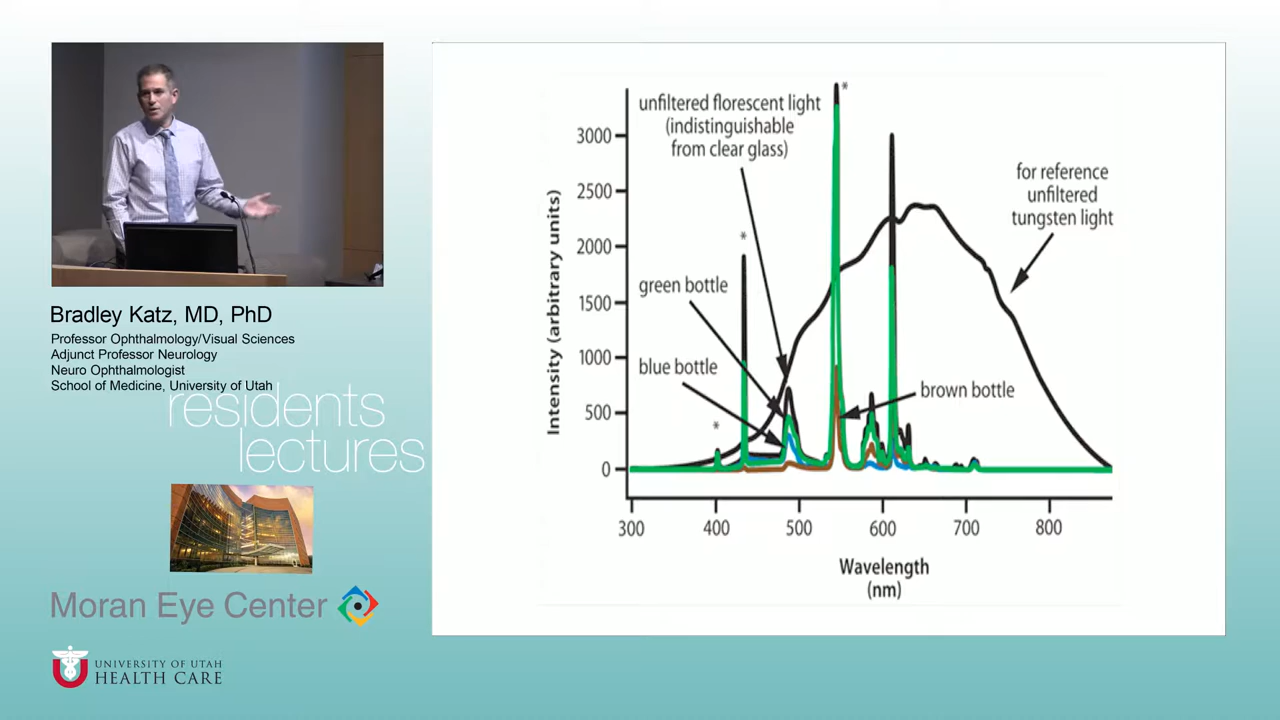 Bradley Katz, MD, PhD
Professor Ophthalmology/Visual Sciences
Adjunct Professor Neurology
Neuro Ophthalmologist
School of Medicine, University of Utah
residents
lectures
Moran Eye Center
UNIVERSITY OF UTAH
HEALTH CARE
unfiltered florescent light
(indistinguishable
from clear glass)
for reference
unfiltered
tungsten light
green bottle
blue bottle
brown bottle
*
*
*
Intensity (arbitrary units)
3000
2500
2000
1500
1000
500
0
300 400 500 600 700 800
Wavelength
(nm)